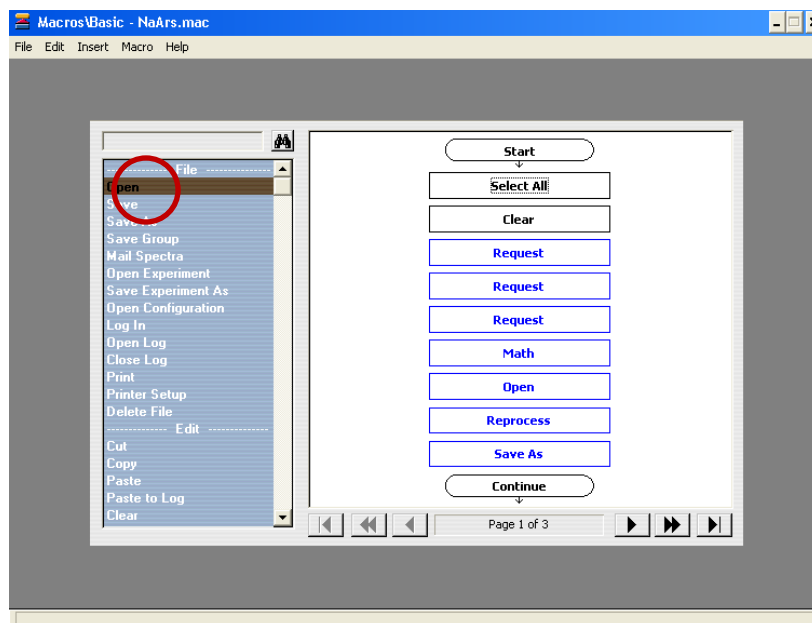 Macros\Basic - NaArs.mac
File Edit Insert Macro Help
File
Open
Save
Save As
Save Group
Mail Spectra
Open Experiment
Save Experiment As
Open Configuration
Log In
Open Log
Close Log
Print
Printer Setup
Delete File
Edit
Cut
Copy
Paste
Paste to Log
Clear
Start
Select All
Clear
Request
Request
Request
Math
Open
Reprocess
Save As
Continue
Page 1 of 3